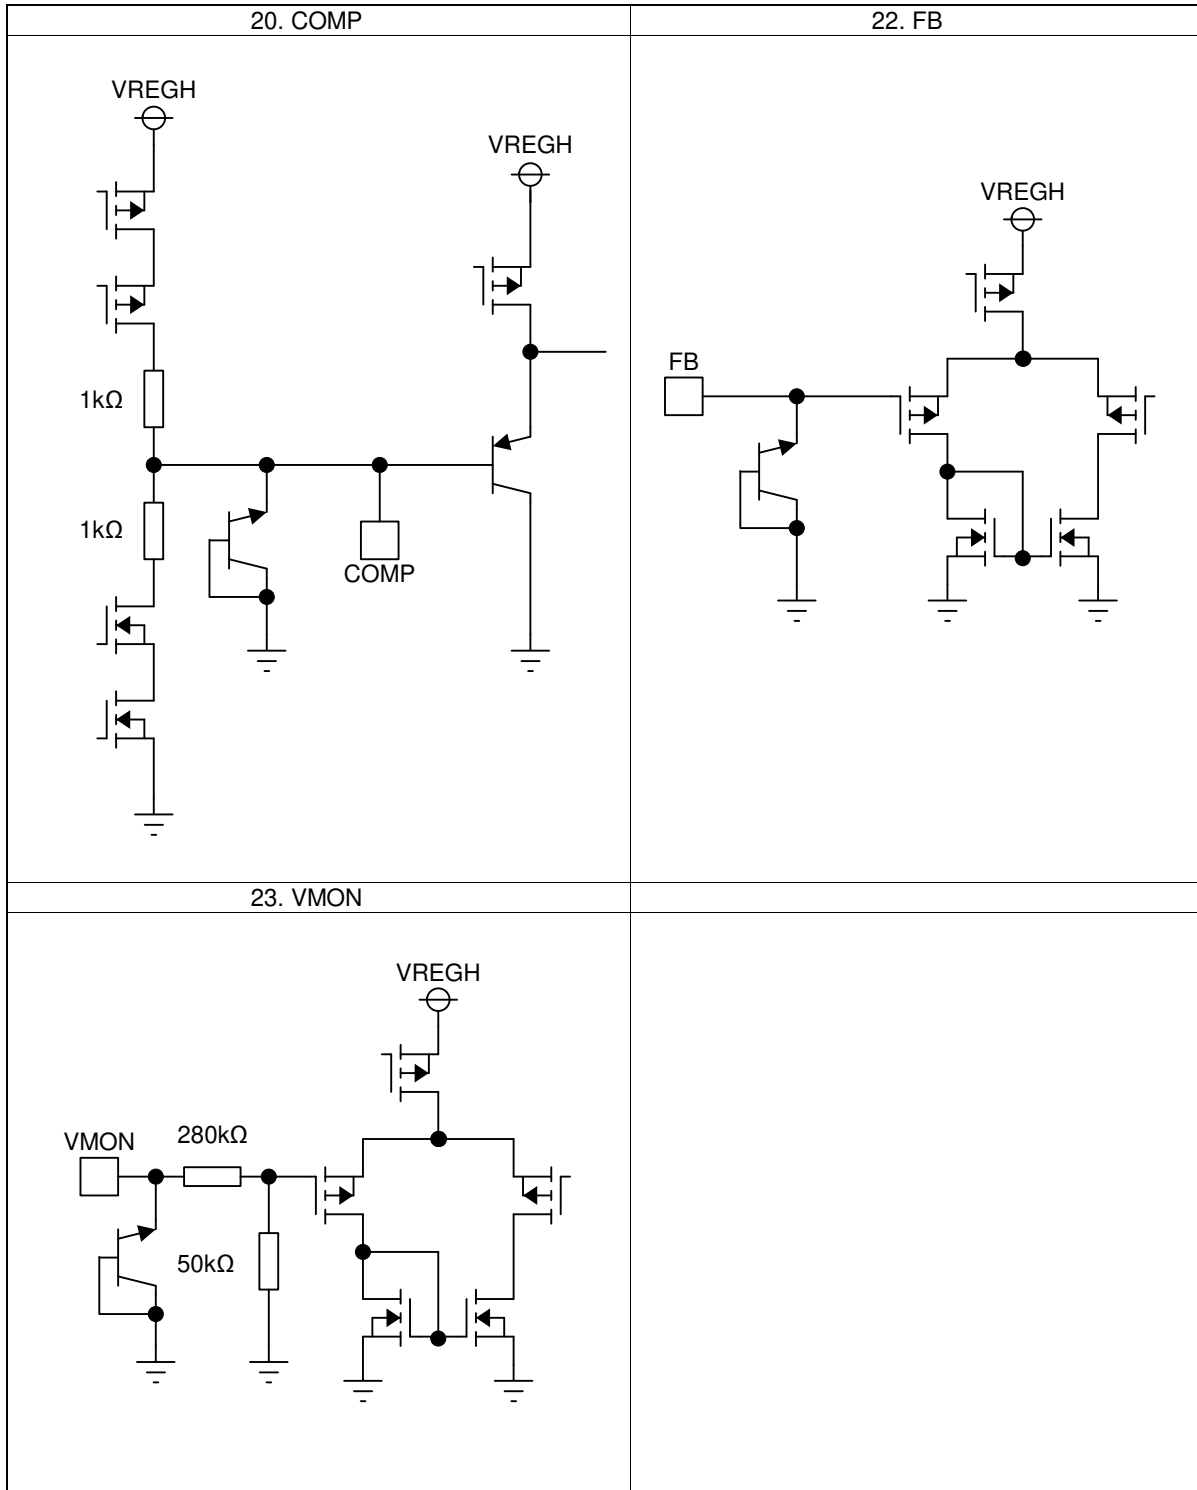 20. COMP
22. FB
VREGH
VREGH
1kΩ
1kΩ
COMP
VREGH
FB
23. VMON
VREGH
VMON
280kΩ
50kΩ